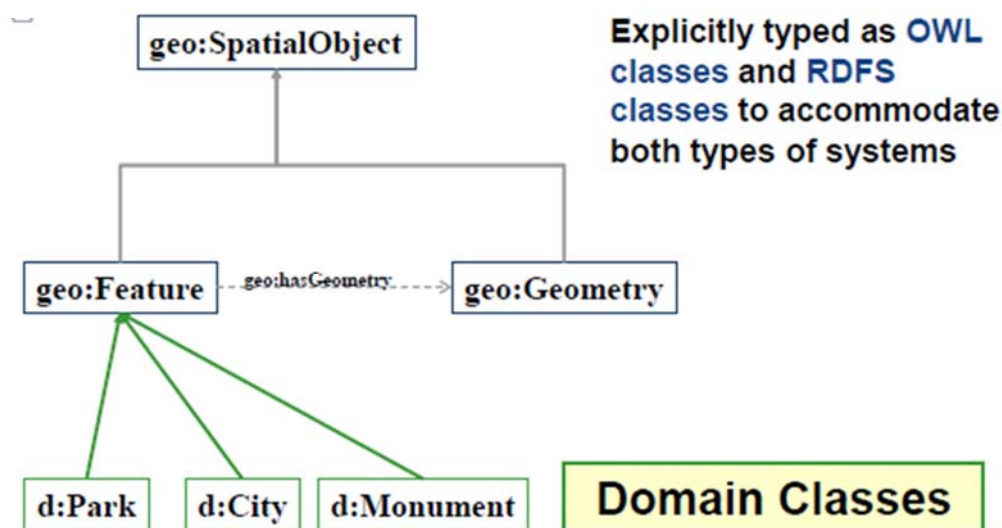 geo:SpatialObject
Explicitly typed as OWL
classes and RDFS
classes to accommodate
both types of systems
geo:Feature
geo:hasGeometry
geo:Geometry
d:Park
d:City
d:Monument
Domain Classes